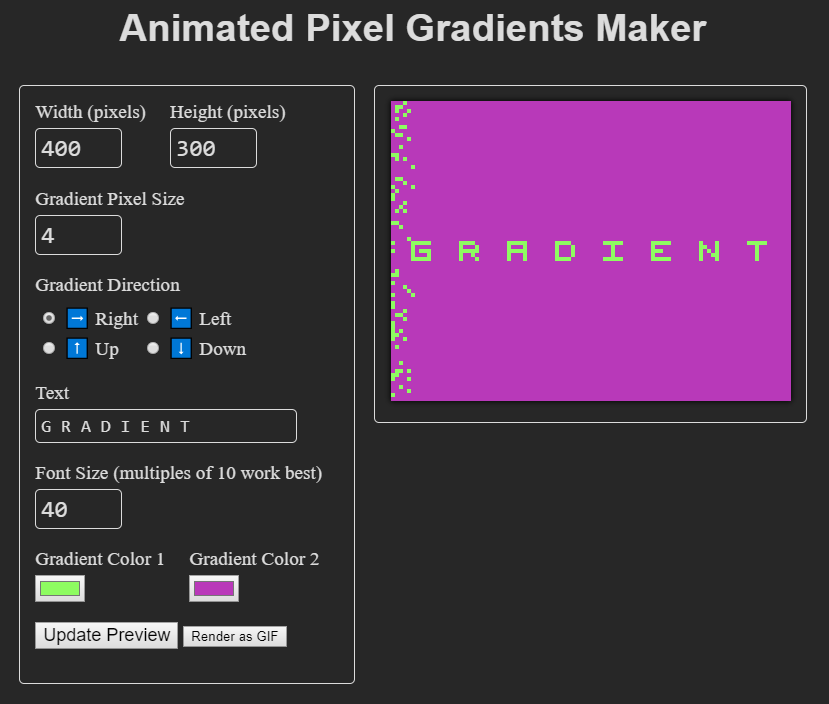 Animated Pixel Gradients Maker
Width (pixels) Height (pixels)
400 300
Gradient Pixel Size
4
Gradient Direction
→ Right ← Left
↑ Up ↓ Down
Text
G R A D I E N T
Font Size (multiples of 10 work best)
40
Gradient Color 1 Gradient Color 2
Update Preview Render as GIF
G R A D I E N T